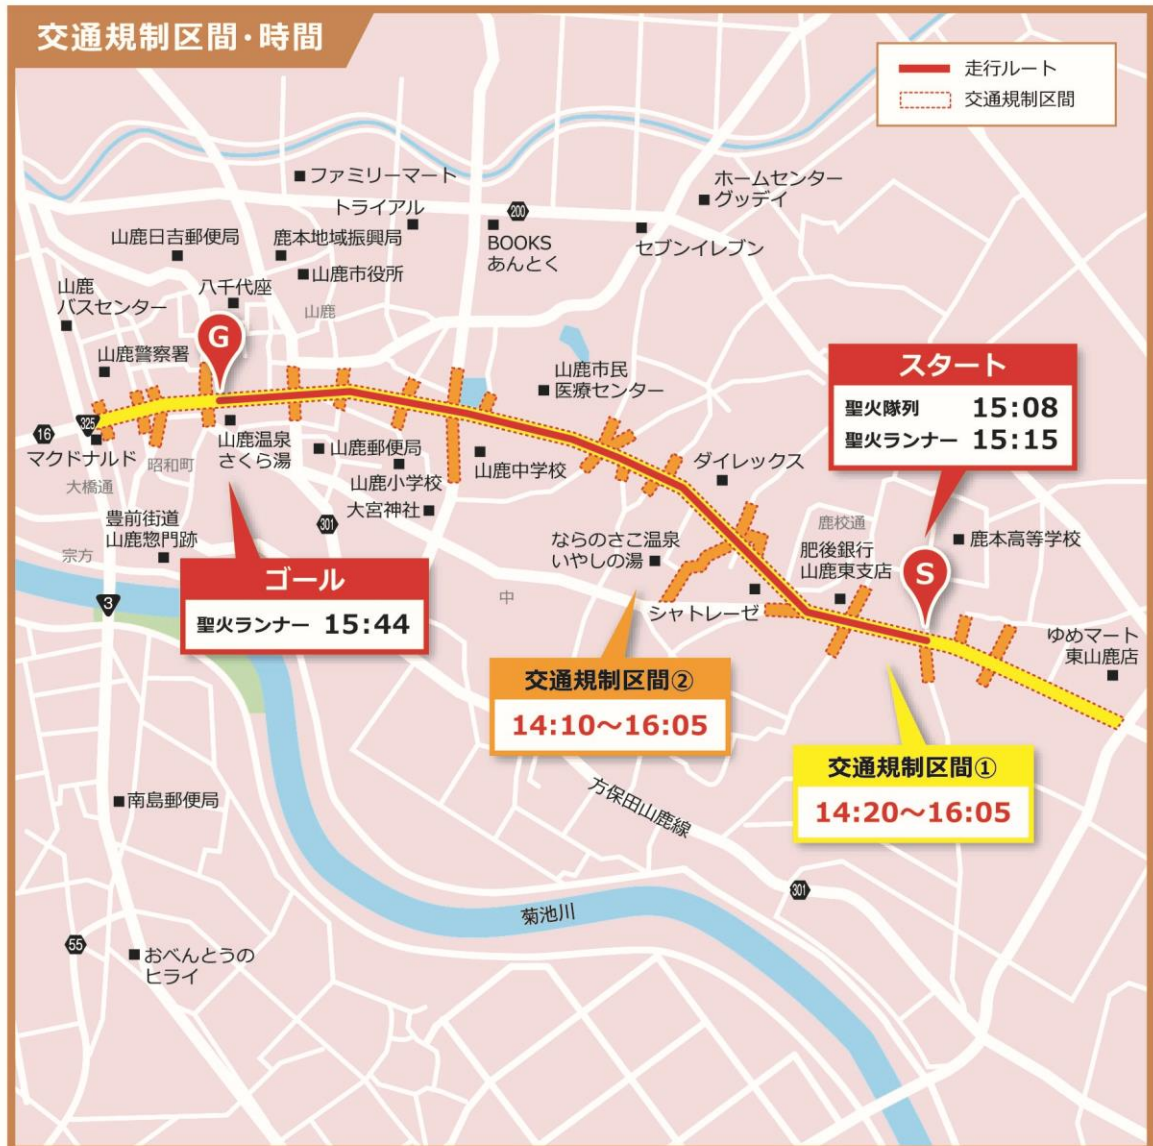 交通規制区間・時間
走行ルート
交通規制区間
ファミリーマート
トライアル
200
BOOKS
あんとく
ホームセンター
グッデイ
セブンイレブン
山鹿日吉郵便局
鹿本地域振興局
山鹿市役所
山鹿
バスセンター
八千代座
山鹿
G
山鹿警察署
山鹿市民
医療センター
スタート
聖火隊列 15:08
聖火ランナー 15:15
325
16
マクドナルド
昭和町
大橋通
山鹿温泉
さくら湯
山鹿郵便局
山鹿小学校
大宮神社
山鹿中学校
ダイレックス
301
豊前街道
山鹿惣門跡
宗方
3
ゴール
聖火ランナー 15:44
中
ならのさこ温泉
いやしの湯
シャトレーゼ
鹿校通
肥後銀行
山鹿東支店
鹿本高等学校
S
ゆめマート
東山鹿店
交通規制区間②
14:10～16:05
交通規制区間①
14:20～16:05
南島郵便局
方保田山鹿線
301
菊池川
55
おべんとうの
ヒライ